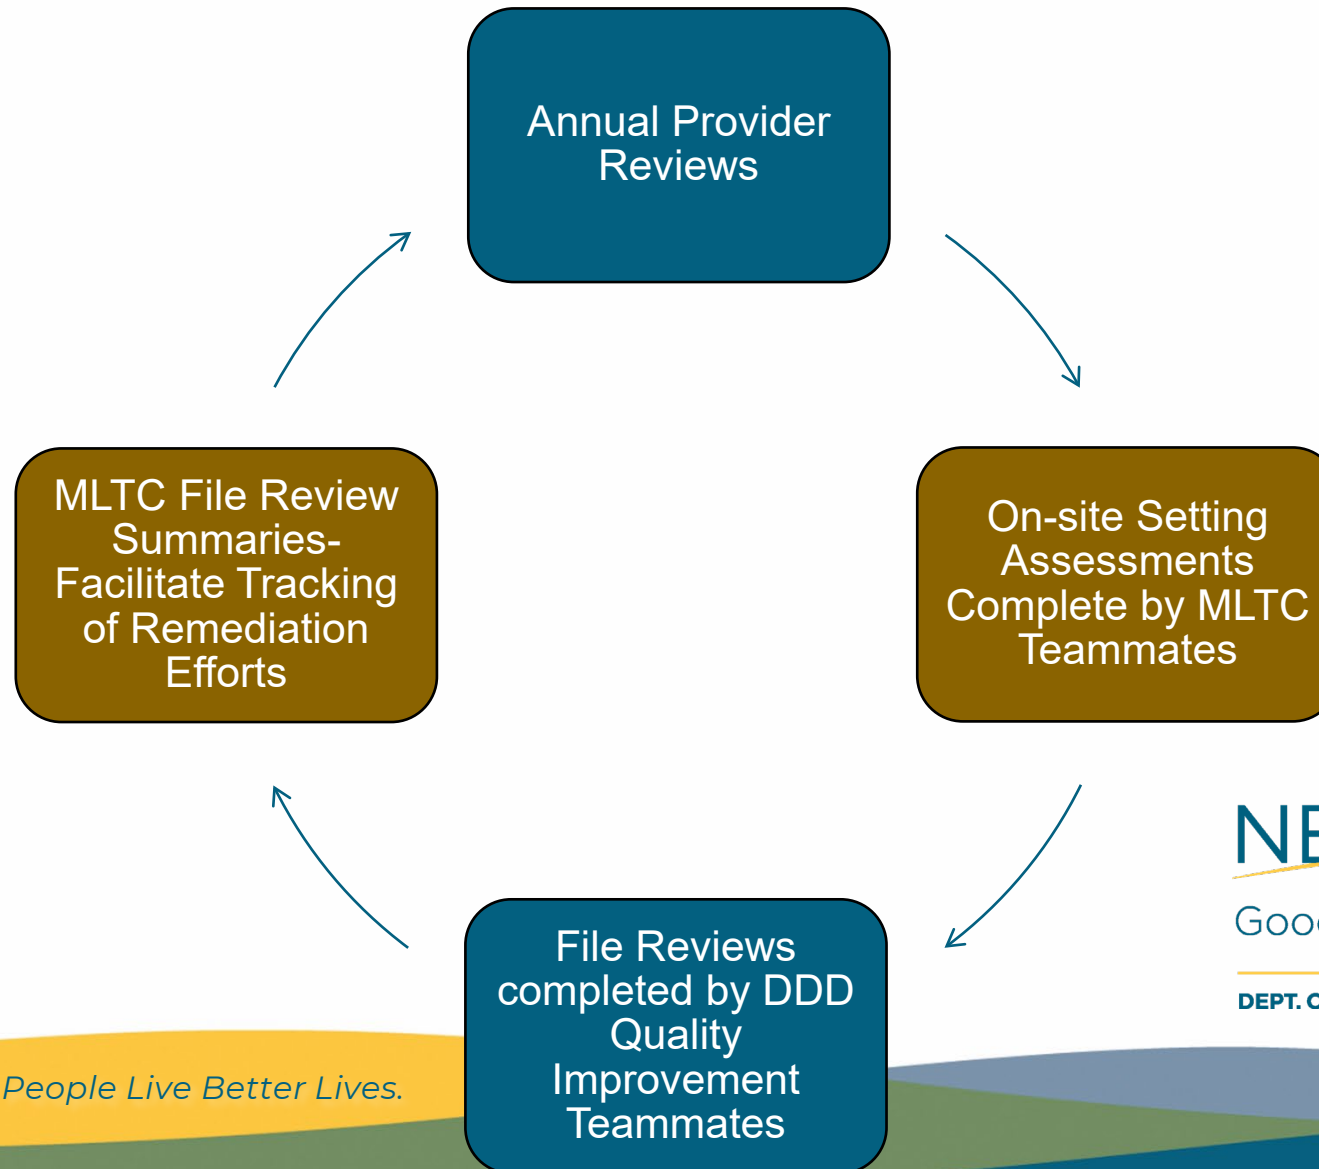 Annual Provider
Reviews
MLTC File Review
Summaries-
Facilitate Tracking
of Remediation
Efforts
On-site Setting
Assessments
Complete by MLTC
Teammates
File Reviews
completed by DDD
Quality
Improvement
Teammates
People Live Better Lives.
DEPT.